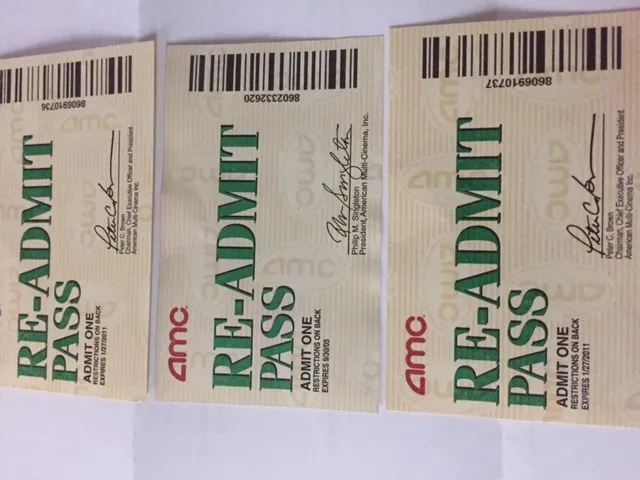 RE-ADMIT
PASS
ADMIT ONE
RESTRICTIONS ON BACK
EXPIRES 1/27/2011
Peter C. Brown
Chairman, Chief Executive Officer and President
American Multi-Cinema Inc.
8606910736
amc
RE-ADMIT
PASS
ADMIT ONE
RESTRICTIONS ON BACK
EXPIRES 9/30/05
Philip M. Singleton
President, American Multi-Cinema, Inc.
8602332620
amc
RE-ADMIT
PASS
ADMIT ONE
RESTRICTIONS ON BACK
EXPIRES 1/27/2011
Peter C. Brown
Chairman, Chief Executive Officer and President
American Multi-Cinema Inc.
8606910737